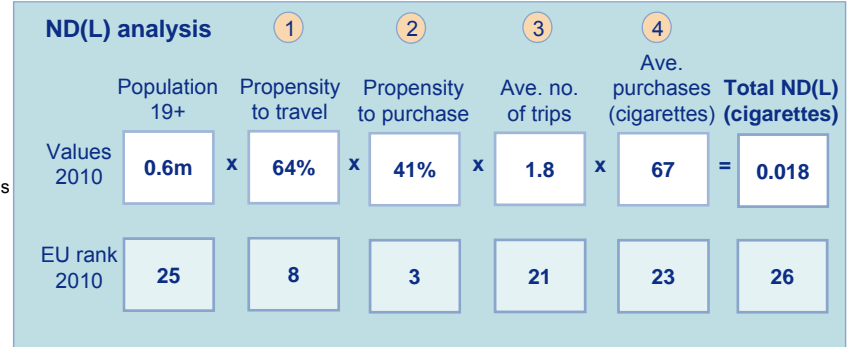 ND(L) analysis
1 2 3 4
Population 19+ Propensity to travel Propensity to purchase Ave. no. of trips Ave. purchases (cigarettes) Total ND(L) (cigarettes)
Values 2010 0.6m x 64% x 41% x 1.8 x 67 = 0.018
s
EU rank 2010 25 8 3 21 23 26